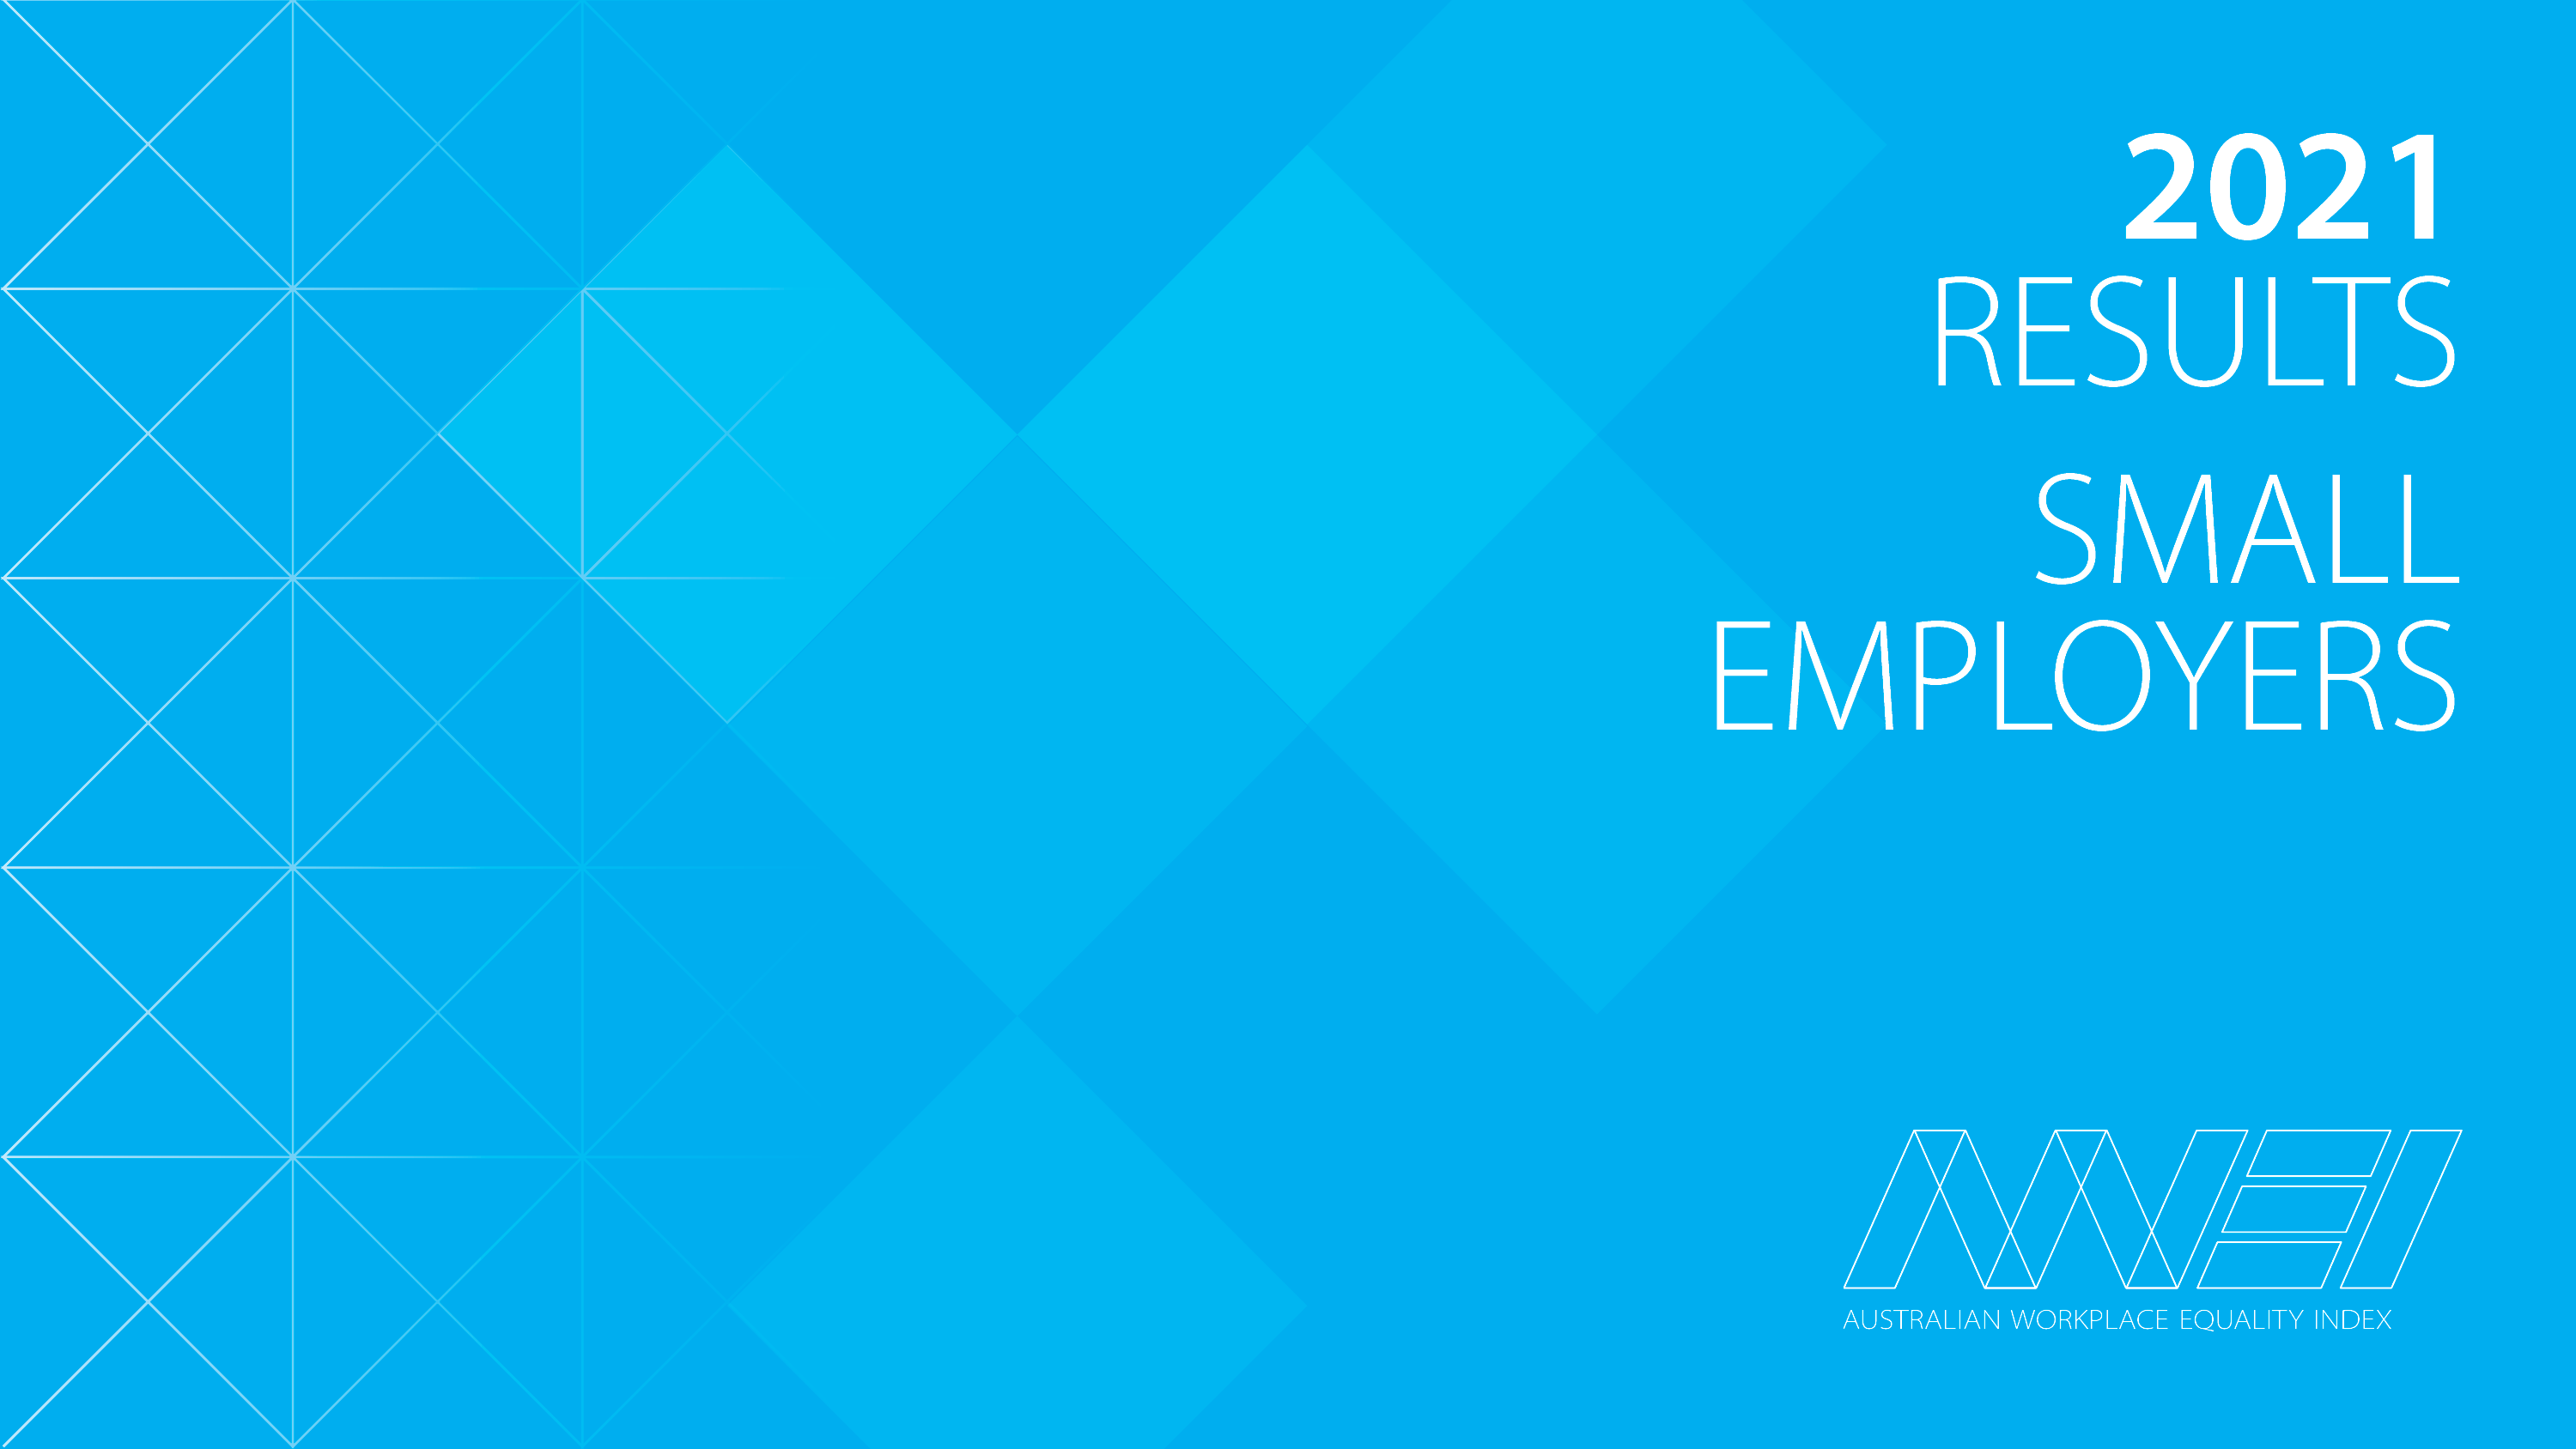 2021
RESULTS
SMALL
EMPLOYERS
AWEI
AUSTRALIAN WORKPLACE EQUALITY INDEX